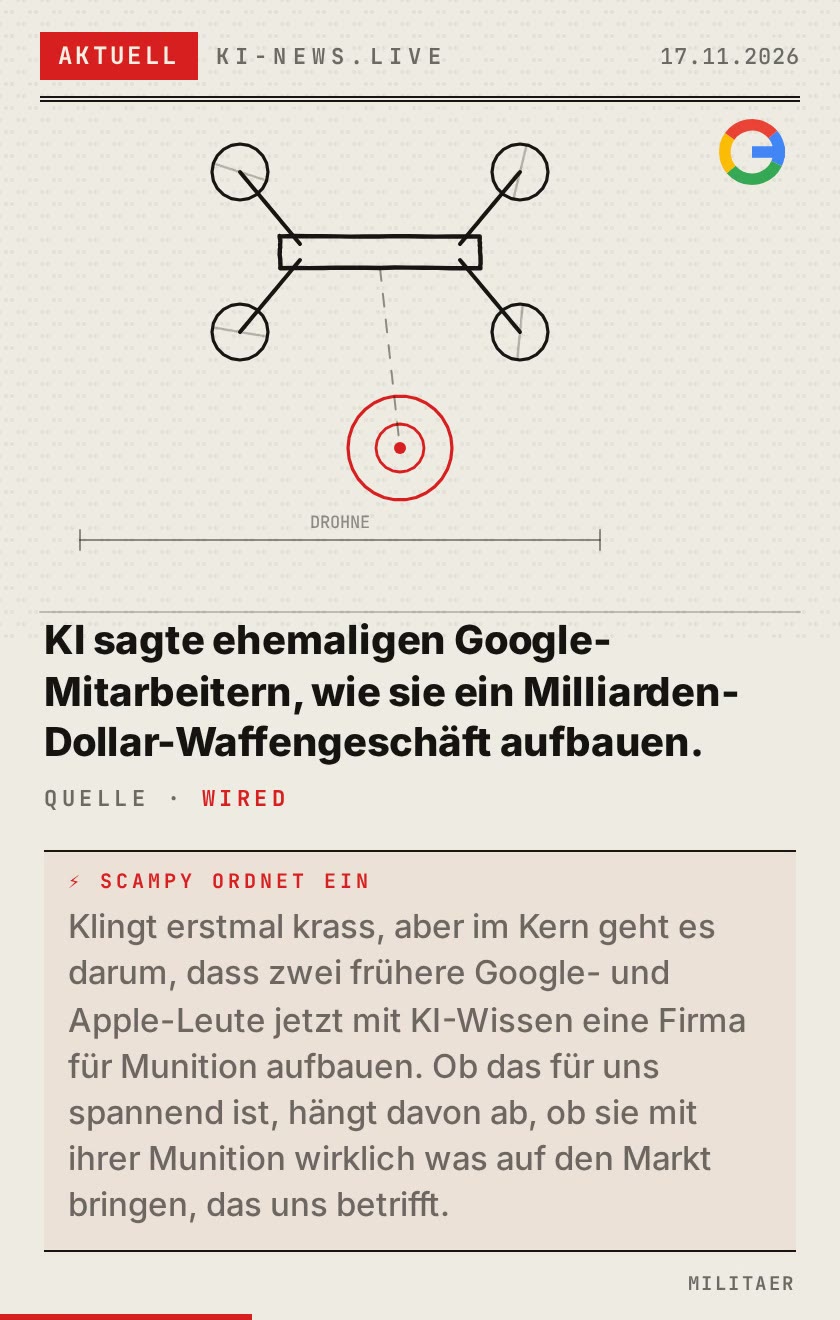 AKTUELL KI-NEWS.LIVE 17.11.2026
DROHNE
KI sagte ehemaligen Google-
Mitarbeitern, wie sie ein Milliarden-
Dollar-Waffengeschäft aufbauen.
QUELLE · WIRED
⚡ SCAMPY ORDNET EIN
Klingt erstmal krass, aber im Kern geht es
darum, dass zwei frühere Google- und
Apple-Leute jetzt mit KI-Wissen eine Firma
für Munition aufbauen. Ob das für uns
spannend ist, hängt davon ab, ob sie mit
ihrer Munition wirklich was auf den Markt
bringen, das uns betrifft.
MILITAER